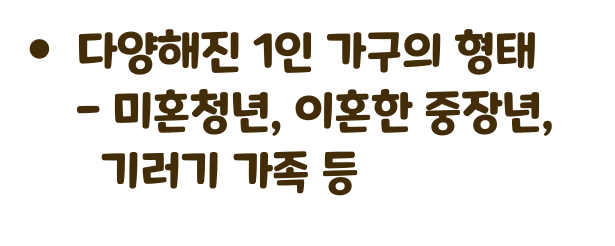 • 다양해진 1인 가구의 형태
- 미혼청년, 이혼한 중장년,
기러기 가족 등